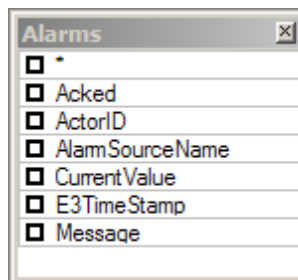 Alarms
*
Acked
ActorID
AlarmSourceName
CurrentValue
E3TimeStamp
Message